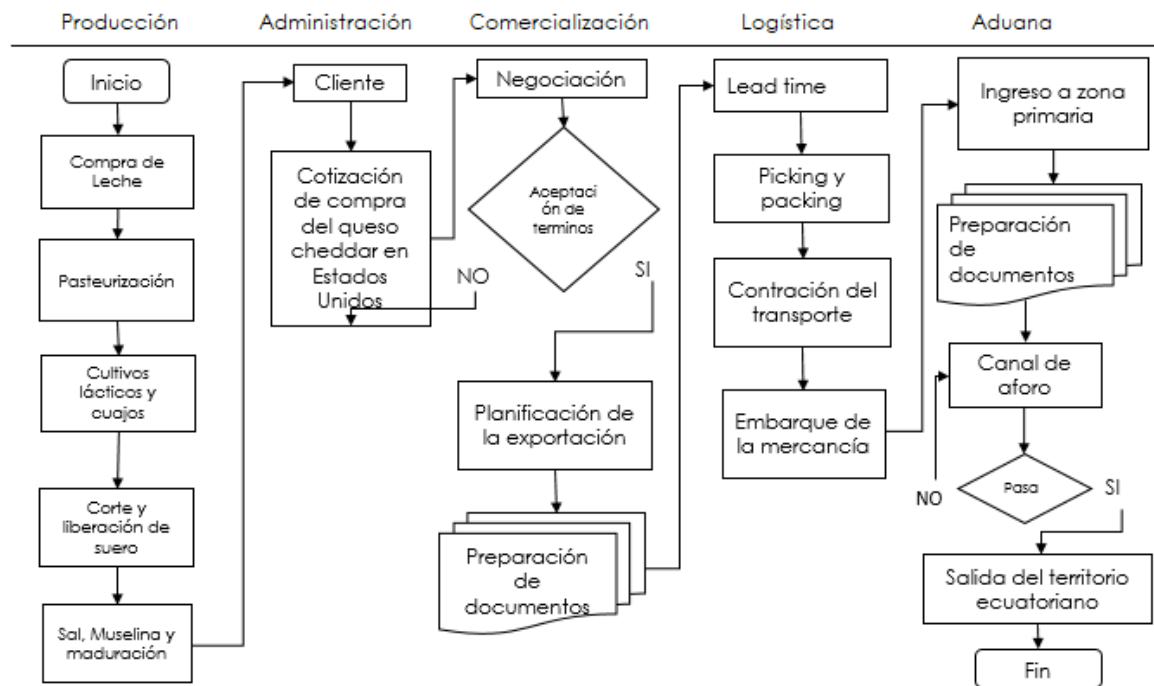 Producción
Administración
Comercialización
Logística
Aduana
Inicio
Compra de
Leche
Pasteurización
Cultivos
lácticos y
cuajos
Corte y
liberación de
suero
Sal, Muselina y
maduración
Cliente
Cotización
de compra
del queso
cheddar en
Estados
Unidos
Negociación
Aceptaci
ón de
terminos
NO
SI
Planificación de
la exportación
Preparación
de
documentos
Lead time
Picking y
packing
Contración del
transporte
Embarque de
la mercancía
Ingreso a zona
primaria
Preparación
de
documentos
Canal de
aforo
Pasa
NO
SI
Salida del territorio
ecuatoriano
Fin